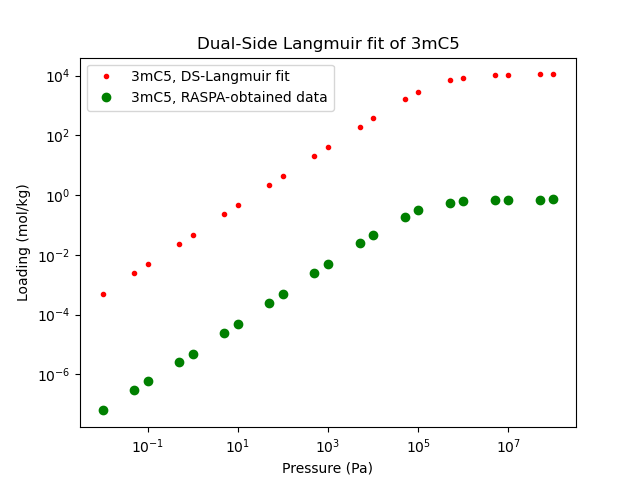 Dual-Side Langmuir fit of 3mC5
3mC5, DS-Langmuir fit
3mC5, RASPA-obtained data
Loading (mol/kg)
10⁴
10²
10⁰
10⁻²
10⁻⁴
10⁻⁶
10⁻¹ 10¹ 10³ 10⁵ 10⁷
Pressure (Pa)